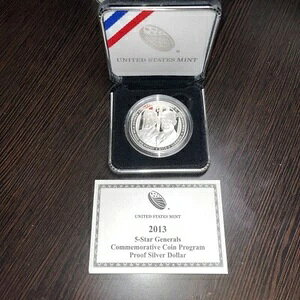 UNITED STATES MINT
UNITED STATES MINT
2013
5-Star Generals
Commemorative Coin Program
Proof Silver Dollar